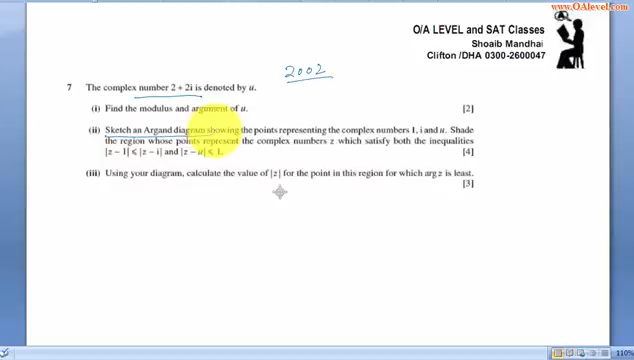 www.OAlevel.com
O/A LEVEL and SAT Classes
Shoaib Mandhai
Clifton /DHA 0300-2600047
2002
7 The complex number 2 + 2i is denoted by u.
(i) Find the modulus and argument of u. [2]
(ii) Sketch an Argand diagram showing the points representing the complex numbers 1, i and u. Shade
the region whose points represent the complex numbers z which satisfy both the inequalities
|z − 1| ⩽ |z − i| and |z − u| ⩽ 1. [4]
(iii) Using your diagram, calculate the value of |z| for the point in this region for which arg z is least.
[3]
110%